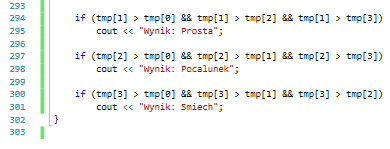 293
294 if (tmp[1] > tmp[0] && tmp[1] > tmp[2] && tmp[1] > tmp[3])
295 cout << "Wynik: Prosta";
296
297 if (tmp[2] > tmp[0] && tmp[2] > tmp[1] && tmp[2] > tmp[3])
298 cout << "Wynik: Pocalunek";
299
300 if (tmp[3] > tmp[0] && tmp[3] > tmp[1] && tmp[3] > tmp[2])
301 cout << "Wynik: Smiech";
302 }
303